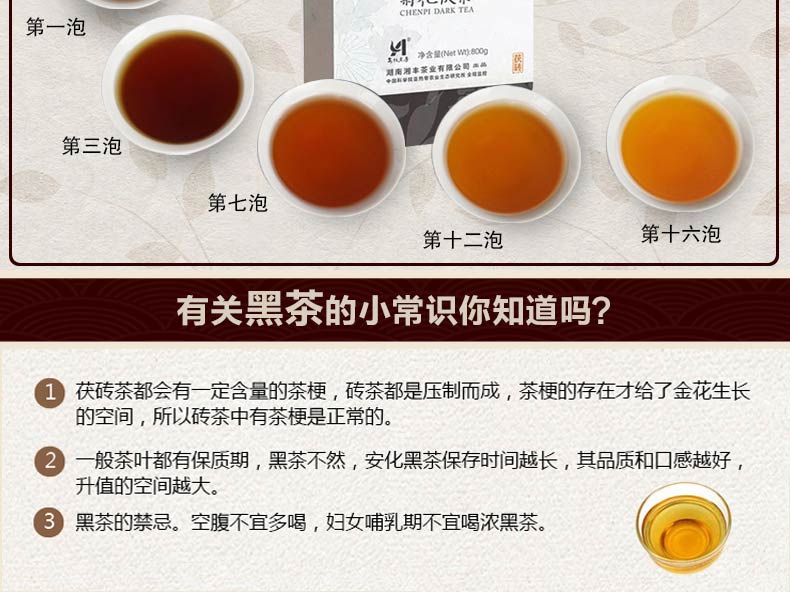 CHENPI DARK TEA
净含量(Net Wt):800g
湖南湘丰茶业有限公司 出品
茯砖
第一泡
第三泡
第七泡
第十二泡
第十六泡
有关黑茶的小常识你知道吗？
1 茯砖茶都会有一定含量的茶梗，砖茶都是压制而成，茶梗的存在才给了金花生长
的空间，所以砖茶中有茶梗是正常的。
2 一般茶叶都有保质期，黑茶不然，安化黑茶保存时间越长，其品质和口感越好，
升值的空间越大。
3 黑茶的禁忌。空腹不宜多喝，妇女哺乳期不宜喝浓黑茶。